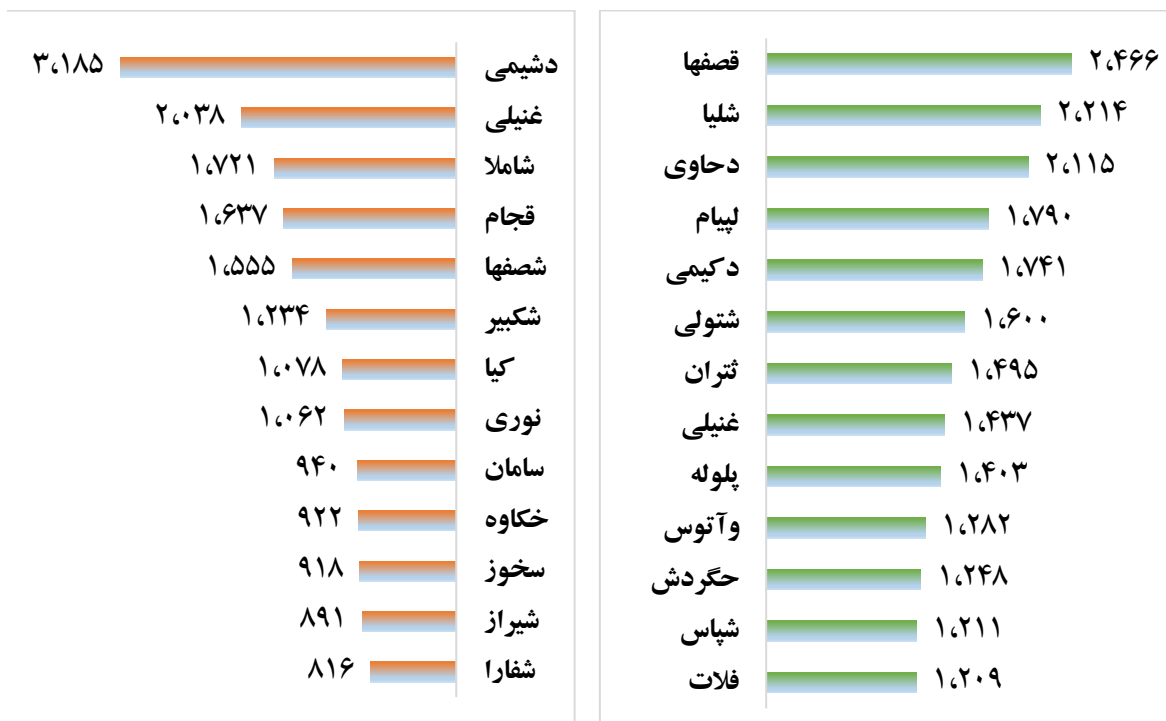 قصفها ۲،۴۶۶
شلیا ۲،۲۱۴
دحاوی ۲،۱۱۵
لپیام ۱،۷۹۰
دکیمی ۱،۷۴۱
شتولی ۱،۶۰۰
ثتران ۱،۴۹۵
غنیلی ۱،۴۳۷
پلوله ۱،۴۰۳
وآتوس ۱،۲۸۲
حگردش ۱،۲۴۸
شپاس ۱،۲۱۱
فلات ۱،۲۰۹
دشیمی ۳،۱۸۵
غنیلی ۲،۰۳۸
شاملا ۱،۷۲۱
قجام ۱،۶۳۷
شصفها ۱،۵۵۵
شکبیر ۱،۲۳۴
کیا ۱،۰۷۸
نوری ۱،۰۶۲
سامان ۹۴۰
خکاوه ۹۲۲
سخوز ۹۱۸
شیراز ۸۹۱
شفارا ۸۱۶